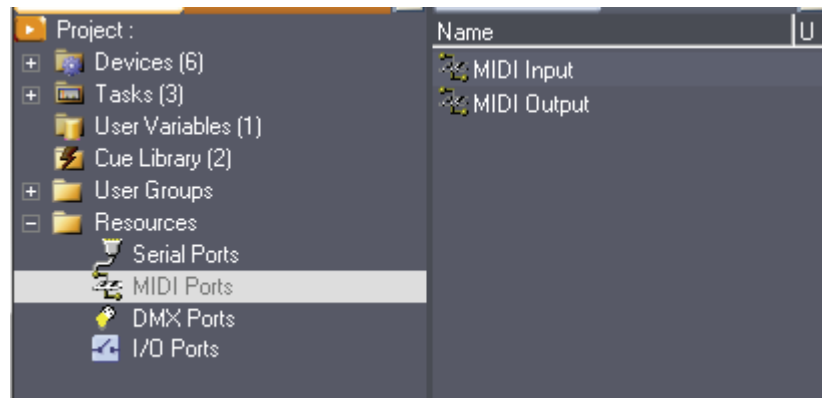 Project :
Devices (6)
Tasks (3)
User Variables (1)
Cue Library (2)
User Groups
Resources
Serial Ports
MIDI Ports
DMX Ports
I/O Ports
Name
U
MIDI Input
MIDI Output